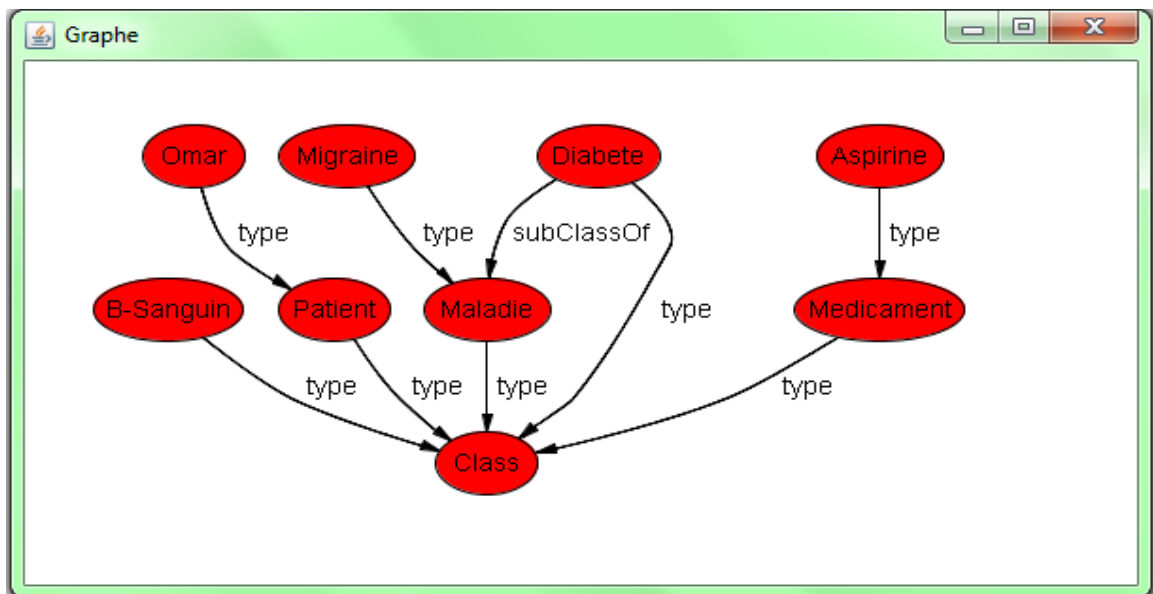 Graphe
Omar Migraine Diabete Aspirine
type type subClassOf type
B-Sanguin Patient Maladie type Medicament
type type type type
Class